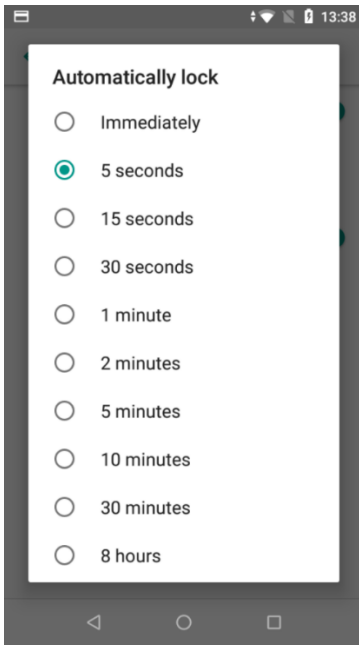 13:38
Automatically lock
Immediately
5 seconds
15 seconds
30 seconds
1 minute
2 minutes
5 minutes
10 minutes
30 minutes
8 hours